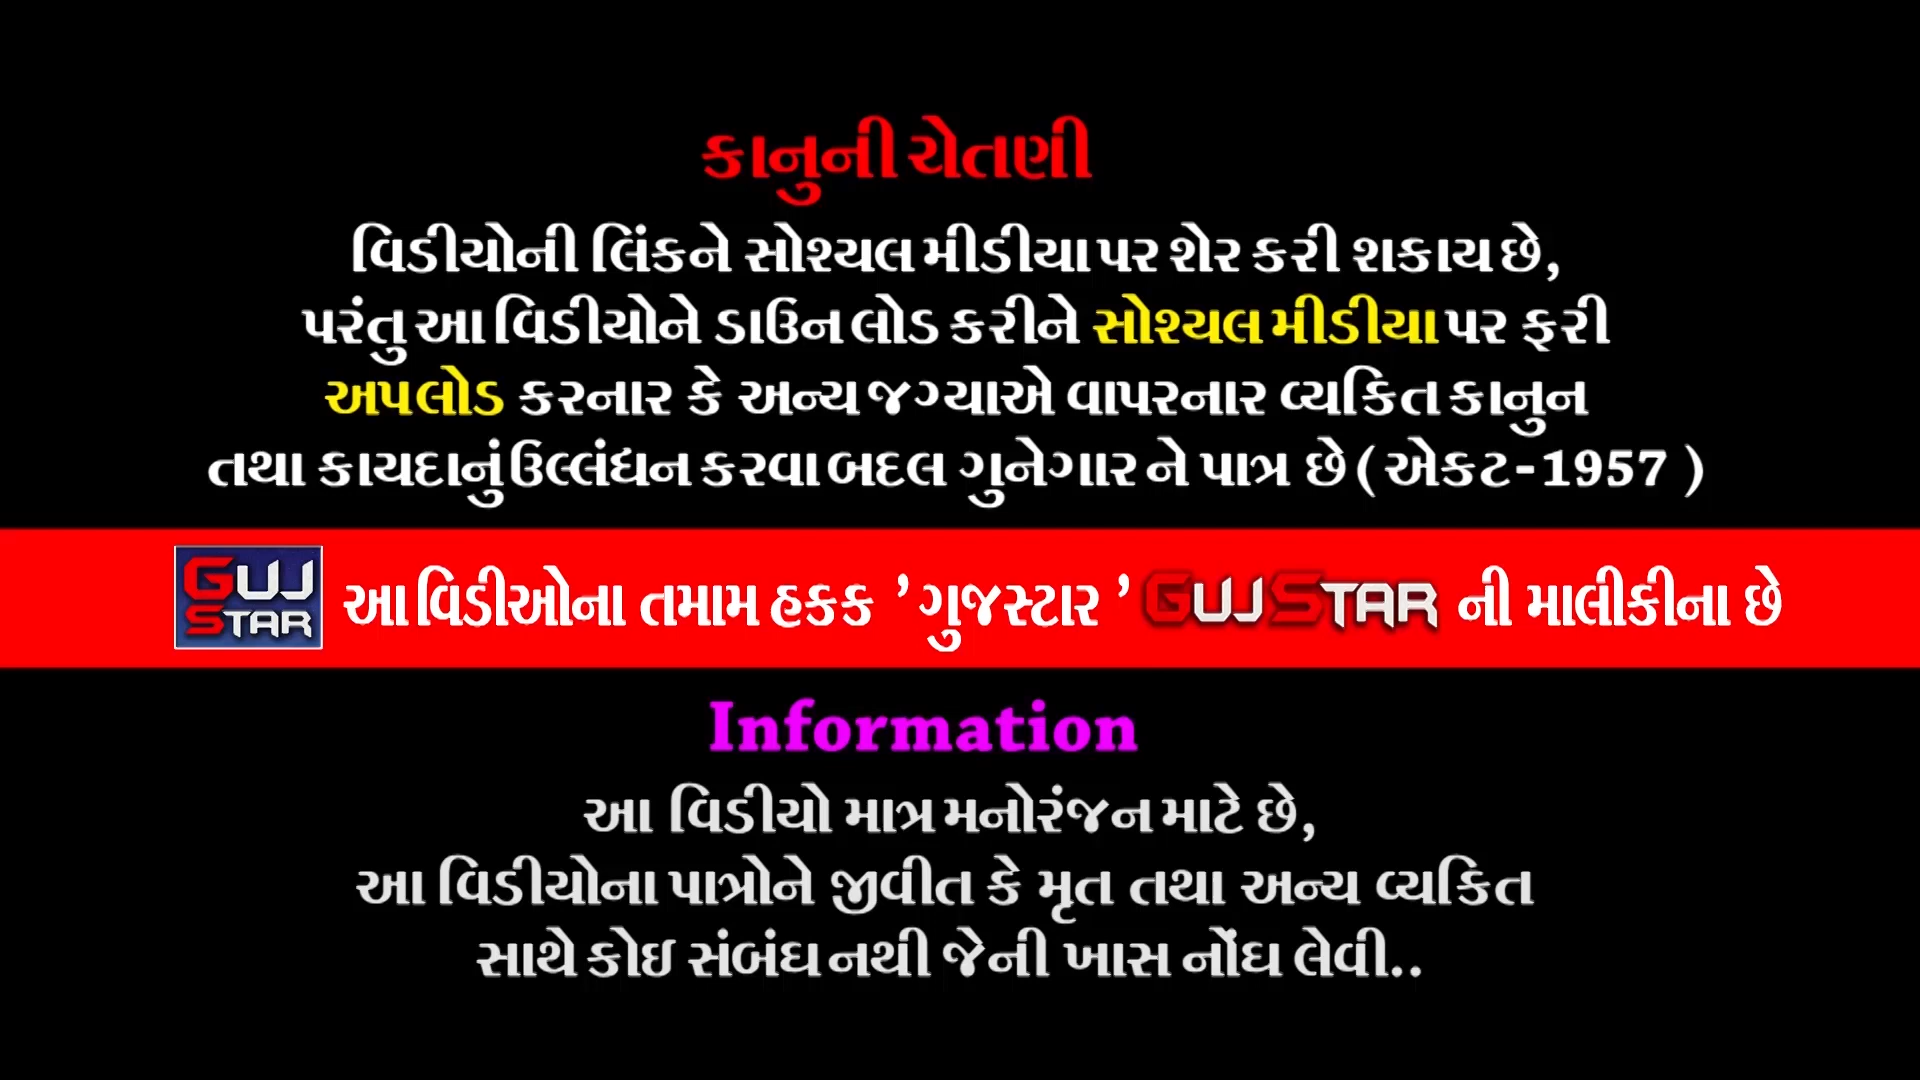 કાનુની ચેતણી
વિડીયોની લિંકને સોશ્યલ મીડીયા પર શેર કરી શકાય છે,
પરંતુ આ વિડીયોને ડાઉન લોડ કરીને સોશ્યલ મીડીયા પર ફરી
અપલોડ કરનાર કે અન્ય જગ્યાએ વાપરનાર વ્યકિત કાનુન
તથા કાયદાનું ઉલ્લંઘન કરવા બદલ ગુનેગાર ને પાત્ર છે ( એકટ-1957 )
GUJ STAR આ વિડીઓના તમામ હકક ’ ગુજસ્ટાર ’ GUJ STAR ની માલીકીના છે
Information
આ વિડીયો માત્ર મનોરંજન માટે છે,
આ વિડીયોના પાત્રોને જીવીત કે મૃત તથા અન્ય વ્યકિત
સાથે કોઇ સંબંધ નથી જેની ખાસ નોંધ લેવી..